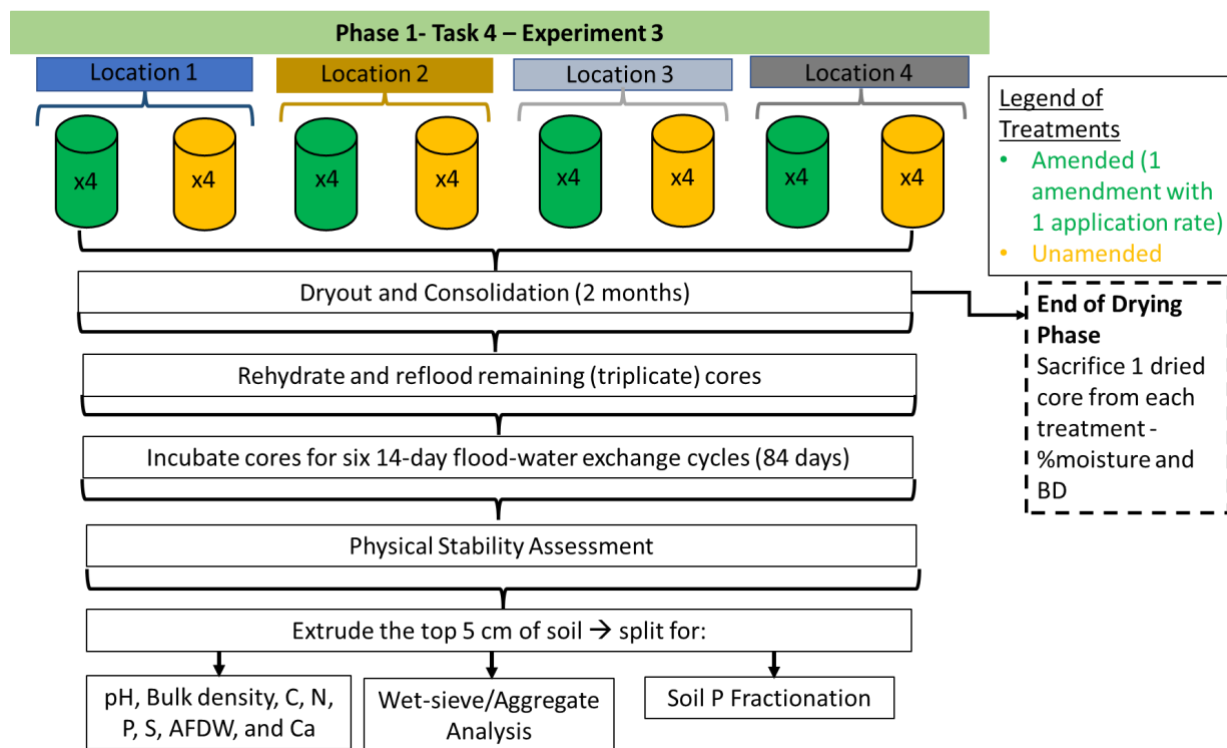 Phase 1- Task 4 – Experiment 3
Location 1
Location 2
Location 3
Location 4
x4
x4
x4
x4
x4
x4
x4
x4
Legend of
Treatments
• Amended (1
amendment with
1 application rate)
• Unamended
Dryout and Consolidation (2 months)
End of Drying
Phase
Sacrifice 1 dried
core from each
treatment -
%moisture and
BD
Rehydrate and reflood remaining (triplicate) cores
Incubate cores for six 14-day flood-water exchange cycles (84 days)
Physical Stability Assessment
Extrude the top 5 cm of soil → split for:
pH, Bulk density, C, N,
P, S, AFDW, and Ca
Wet-sieve/Aggregate
Analysis
Soil P Fractionation